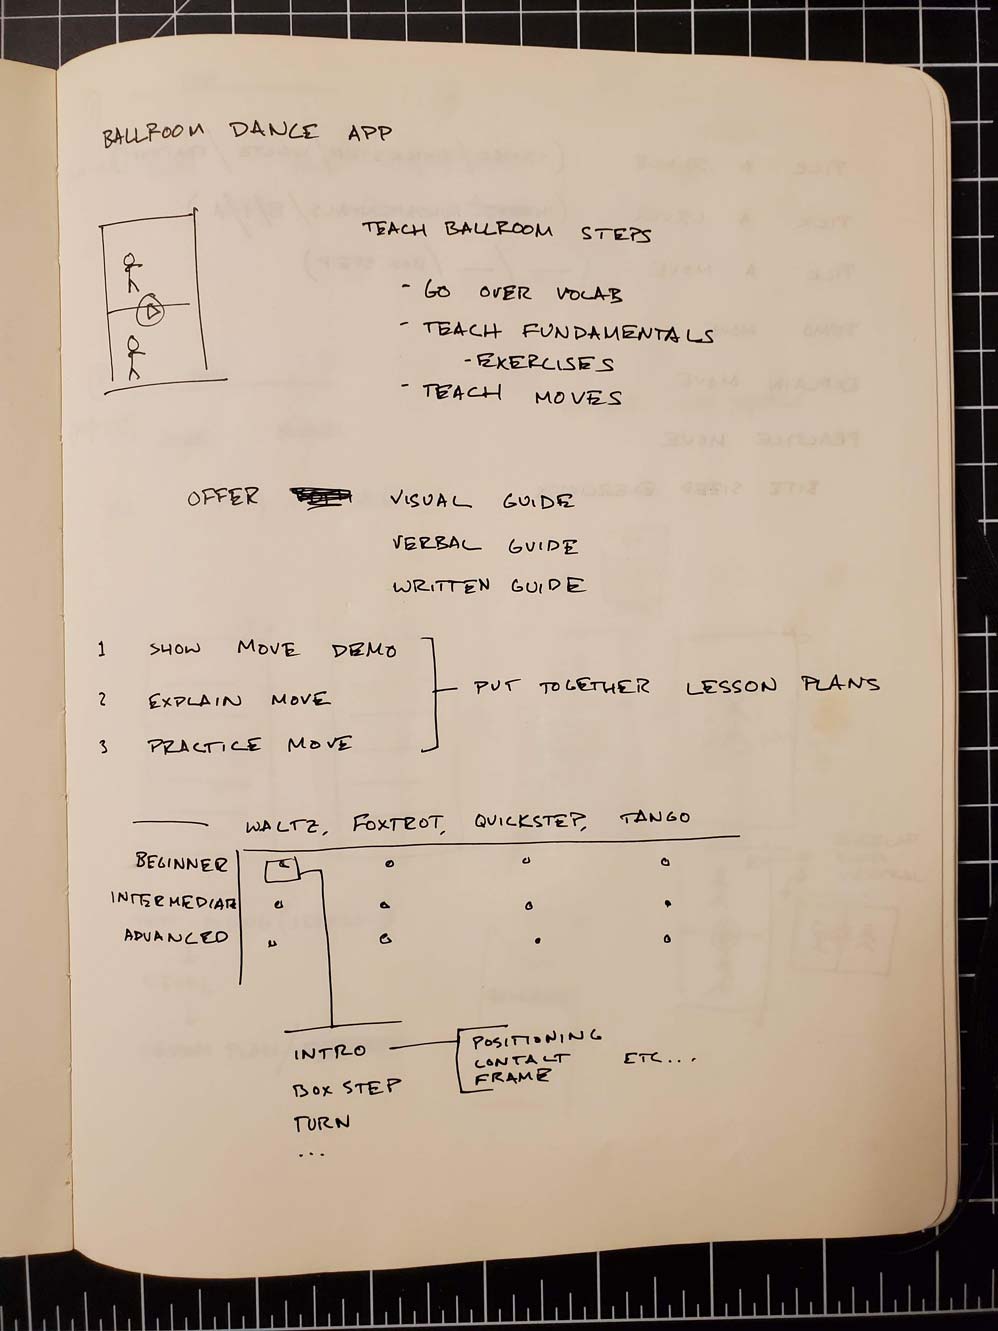 BALLROOM DANCE APP
TEACH BALLROOM STEPS
- GO OVER VOCAB
- TEACH FUNDAMENTALS
- EXERCISES
- TEACH MOVES
OFFER VISUAL GUIDE
VERBAL GUIDE
WRITTEN GUIDE
1 SHOW MOVE DEMO
2 EXPLAIN MOVE
3 PRACTICE MOVE
PUT TOGETHER LESSON PLANS
WALTZ, FOXTROT, QUICKSTEP, TANGO
BEGINNER
INTERMEDIATE
ADVANCED
INTRO
BOX STEP
TURN
...
POSITIONING
CONTACT
FRAME
ETC...